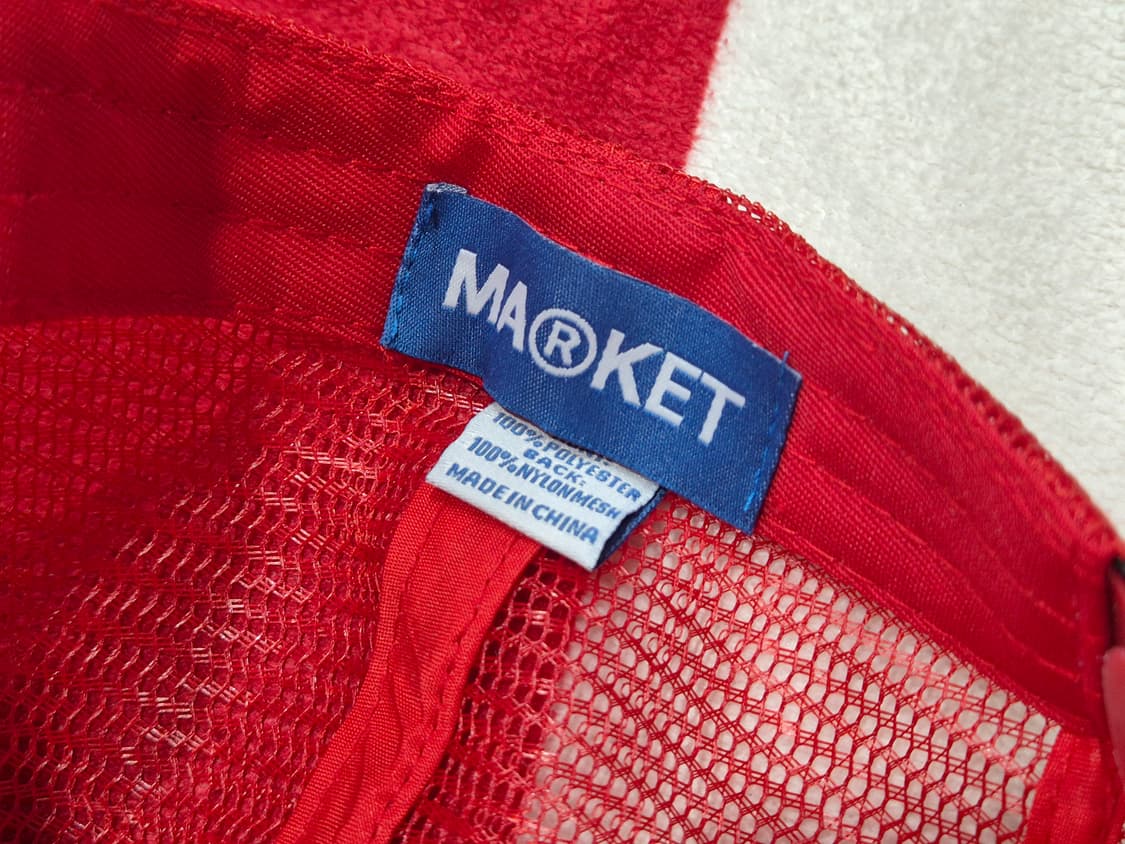 MA®KET
100%POLYESTER
BACK:
100%NYLONMESH
MADE IN CHINA